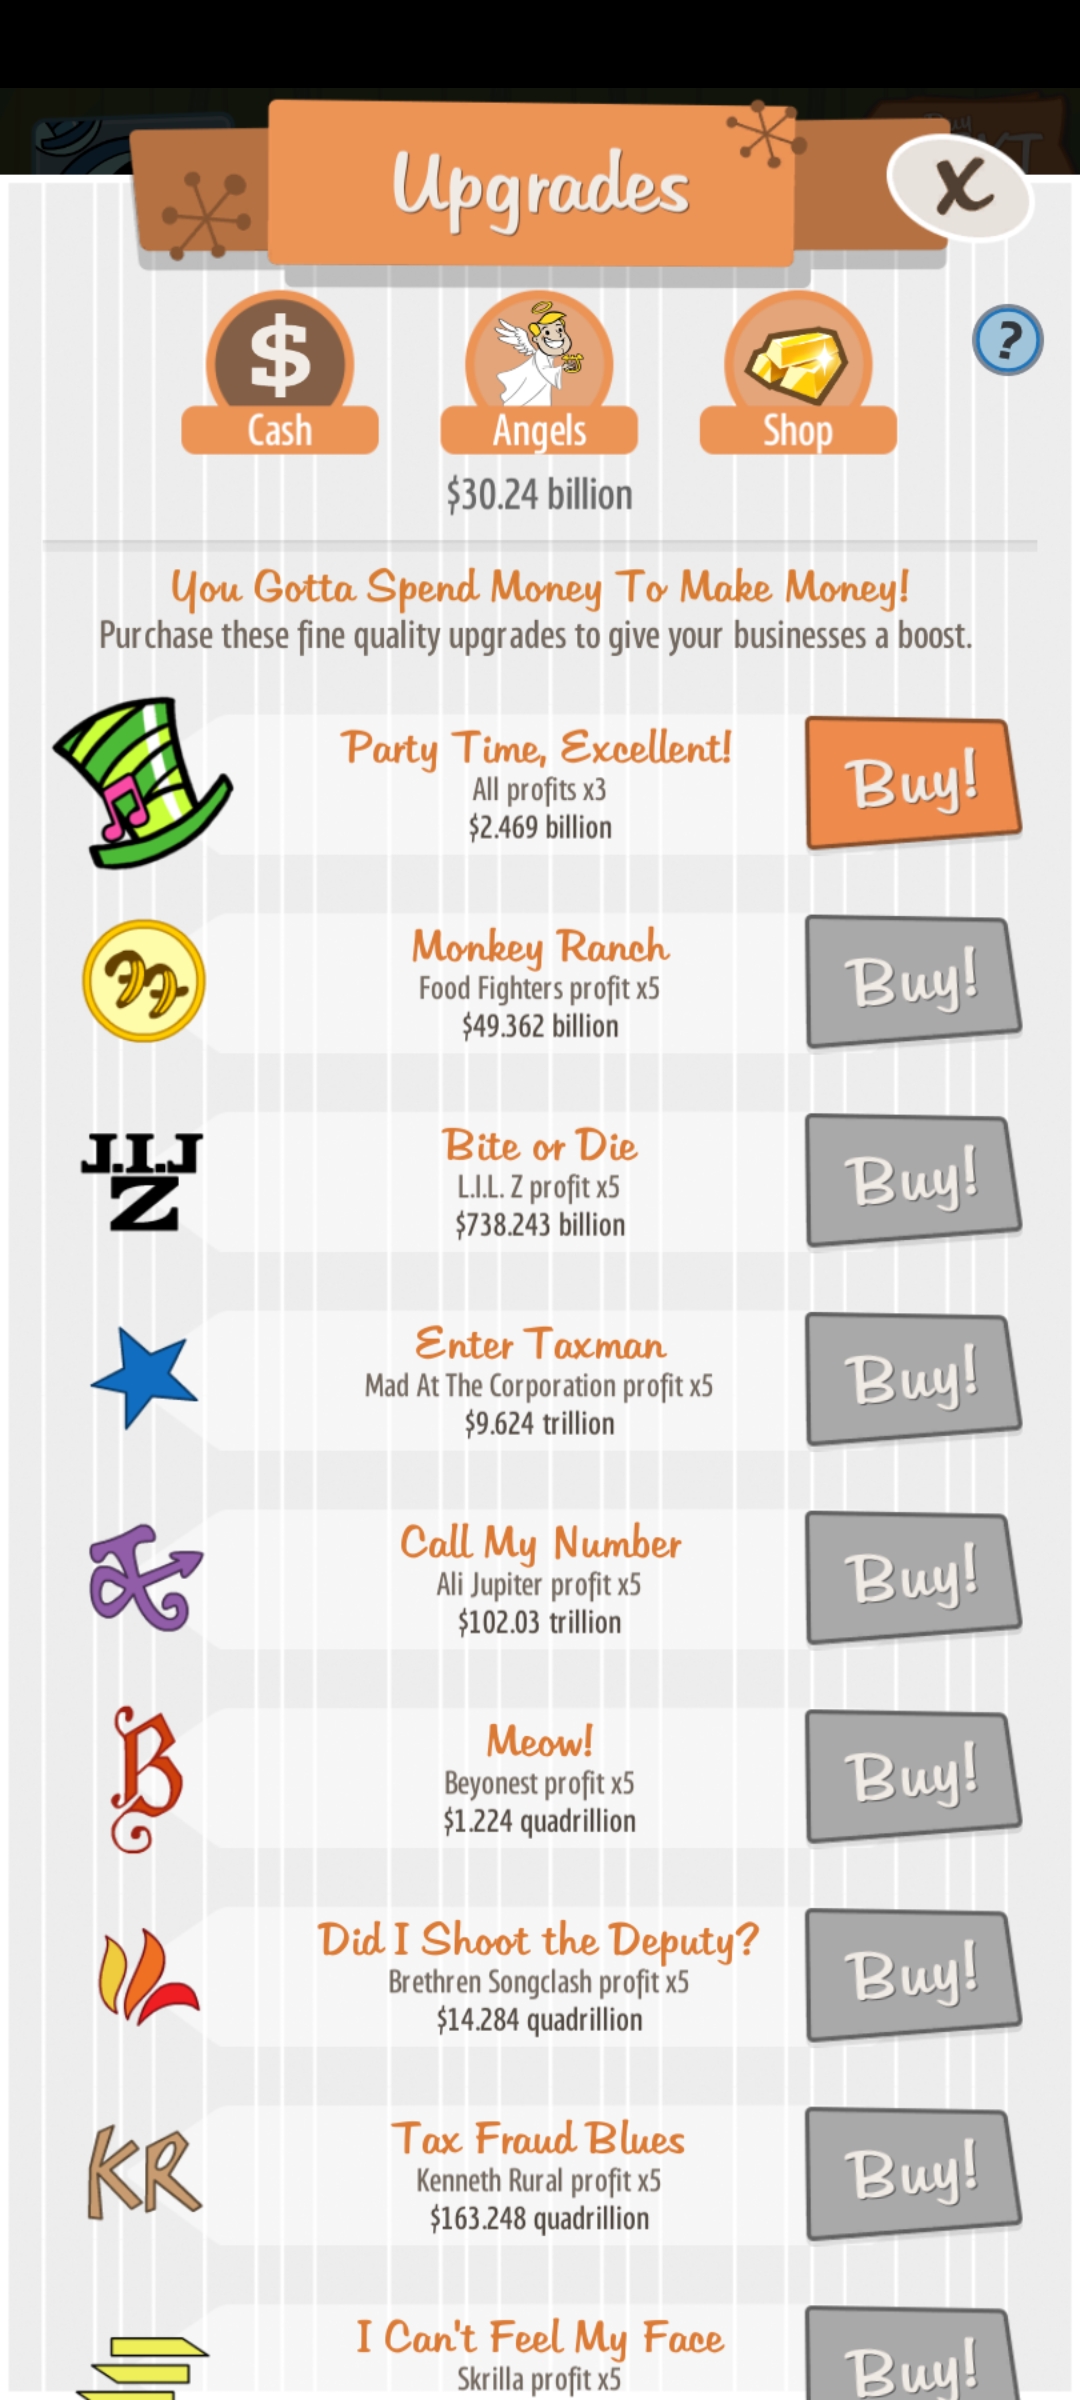 Upgrades
X
?
$
Cash
Angels
Shop
$30.24 billion
You Gotta Spend Money To Make Money!
Purchase these fine quality upgrades to give your businesses a boost.
Party Time, Excellent!
All profits x3
$2.469 billion
Buy!
Monkey Ranch
Food Fighters profit x5
$49.362 billion
Buy!
Bite or Die
L.I.L. Z profit x5
$738.243 billion
Buy!
Z
Enter Taxman
Mad At The Corporation profit x5
$9.624 trillion
Buy!
Call My Number
Ali Jupiter profit x5
$102.03 trillion
Buy!
B
Meow!
Beyonest profit x5
$1.224 quadrillion
Buy!
Did I Shoot the Deputy?
Brethren Songclash profit x5
$14.284 quadrillion
Buy!
KR
Tax Fraud Blues
Kenneth Rural profit x5
$163.248 quadrillion
Buy!
I Can't Feel My Face
Skrilla profit x5
Buy!